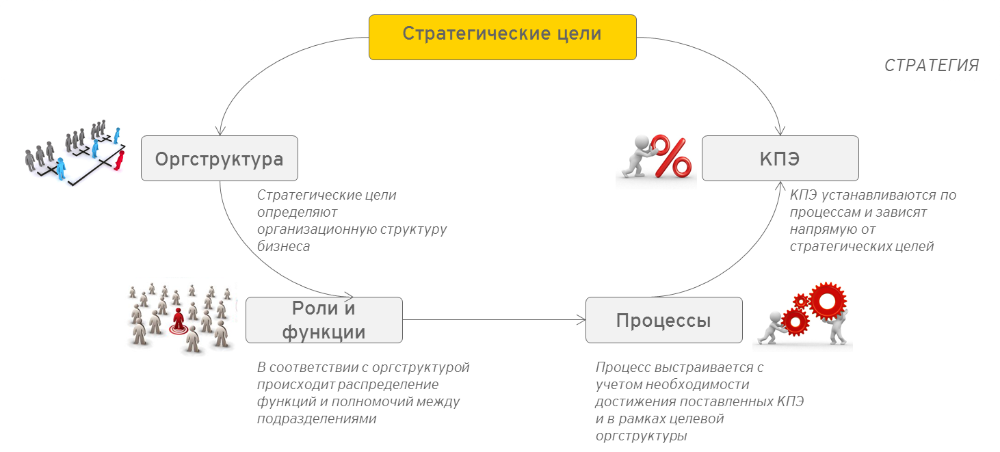 Стратегические цели
СТРАТЕГИЯ
Оргструктура
КПЭ
Стратегические цели
определяют
организационную структуру
бизнеса
КПЭ устанавливаются по
процессам и зависят
напрямую от
стратегических целей
Роли и
функции
Процессы
В соответствии с оргструктурой
происходит распределение
функций и полномочий между
подразделениями
Процесс выстраивается с
учетом необходимости
достижения поставленных КПЭ
и в рамках целевой
оргструктуры